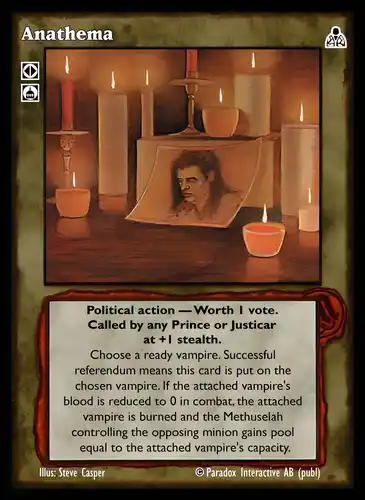 Anathema
Political action — Worth 1 vote.
Called by any Prince or Justicar
at +1 stealth.
Choose a ready vampire. Successful
referendum means this card is put on the
chosen vampire. If the attached vampire's
blood is reduced to 0 in combat, the attached
vampire is burned and the Methuselah
controlling the opposing minion gains pool
equal to the attached vampire's capacity.
Illus: Steve Casper © Paradox Interactive AB (publ)